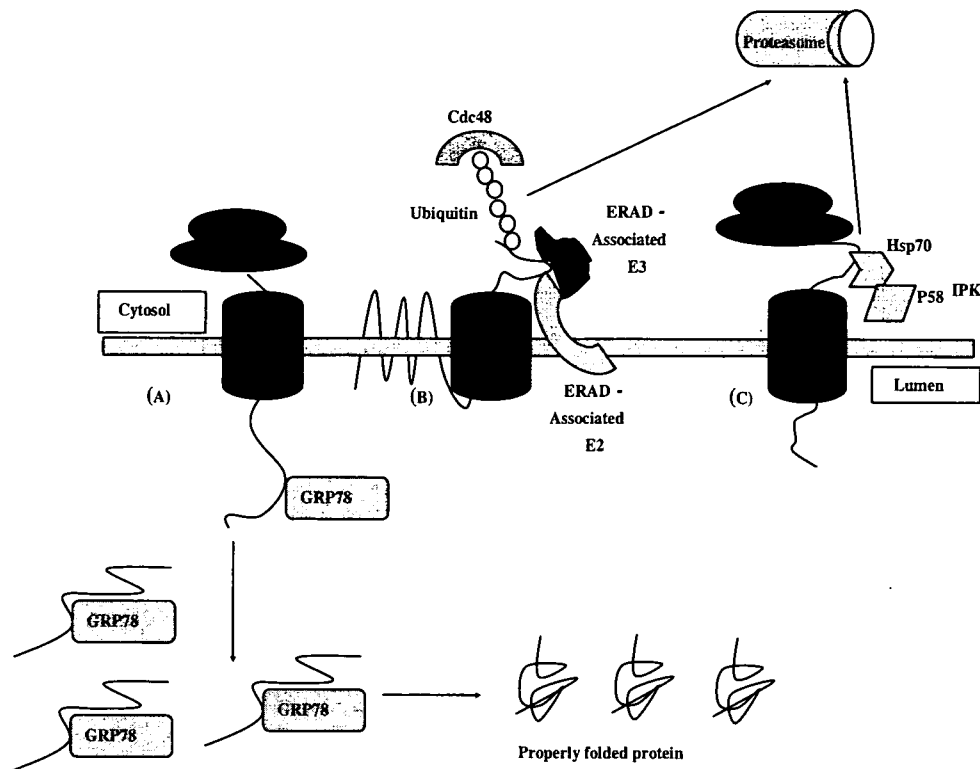 Proteasome
Cdc48
Ubiquitin
ERAD -
Associated
E3
Hsp70
P58 IPK
Cytosol
Lumen
(A)
(B)
(C)
ERAD -
Associated
E2
GRP78
GRP78
GRP78
GRP78
Properly folded protein